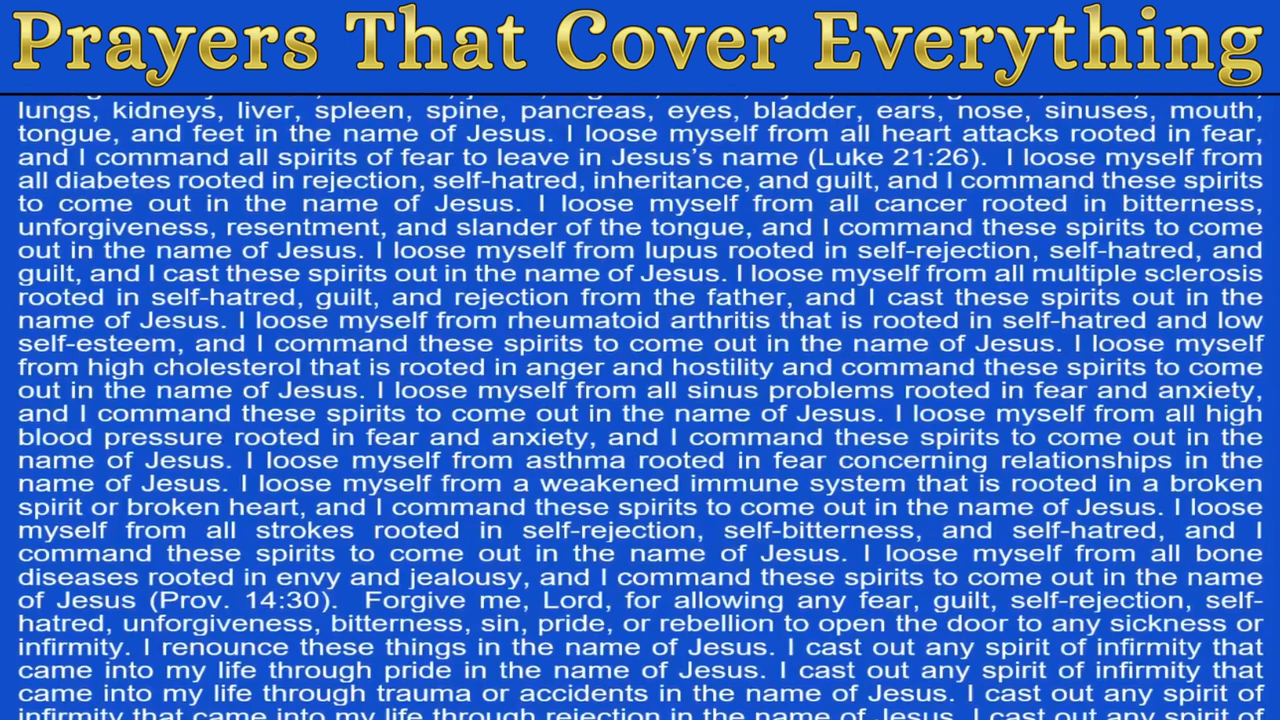 Prayers That Cover Everything
lungs, kidneys, liver, spleen, spine, pancreas, eyes, bladder, ears, nose, sinuses, mouth,
tongue, and feet in the name of Jesus. I loose myself from all heart attacks rooted in fear,
and I command all spirits of fear to leave in Jesus’s name (Luke 21:26).  I loose myself from
all diabetes rooted in rejection, self-hatred, inheritance, and guilt, and I command these spirits
to come out in the name of Jesus. I loose myself from all cancer rooted in bitterness,
unforgiveness, resentment, and slander of the tongue, and I command these spirits to come
out in the name of Jesus. I loose myself from lupus rooted in self-rejection, self-hatred, and
guilt, and I cast these spirits out in the name of Jesus. I loose myself from all multiple sclerosis
rooted in self-hatred, guilt, and rejection from the father, and I cast these spirits out in the
name of Jesus. I loose myself from rheumatoid arthritis that is rooted in self-hatred and low
self-esteem, and I command these spirits to come out in the name of Jesus. I loose myself
from high cholesterol that is rooted in anger and hostility and command these spirits to come
out in the name of Jesus. I loose myself from all sinus problems rooted in fear and anxiety,
and I command these spirits to come out in the name of Jesus. I loose myself from all high
blood pressure rooted in fear and anxiety, and I command these spirits to come out in the
name of Jesus. I loose myself from asthma rooted in fear concerning relationships in the
name of Jesus. I loose myself from a weakened immune system that is rooted in a broken
spirit or broken heart, and I command these spirits to come out in the name of Jesus. I loose
myself from all strokes rooted in self-rejection, self-bitterness, and self-hatred, and I
command these spirits to come out in the name of Jesus. I loose myself from all bone
diseases rooted in envy and jealousy, and I command these spirits to come out in the name
of Jesus (Prov. 14:30).  Forgive me, Lord, for allowing any fear, guilt, self-rejection, self-
hatred, unforgiveness, bitterness, sin, pride, or rebellion to open the door to any sickness or
infirmity. I renounce these things in the name of Jesus. I cast out any spirit of infirmity that
came into my life through pride in the name of Jesus. I cast out any spirit of infirmity that
came into my life through trauma or accidents in the name of Jesus. I cast out any spirit of
infirmity that came into my life through rejection in the name of Jesus. I cast out any spirit of